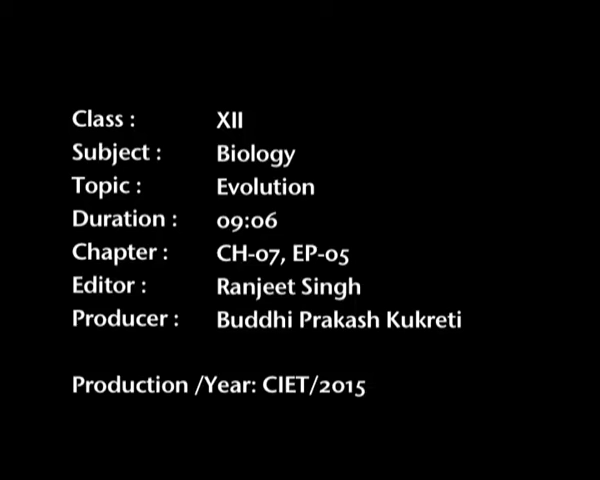 Class : XII
Subject : Biology
Topic : Evolution
Duration : 09:06
Chapter : CH-07, EP-05
Editor : Ranjeet Singh
Producer : Buddhi Prakash Kukreti
Production /Year: CIET/2015